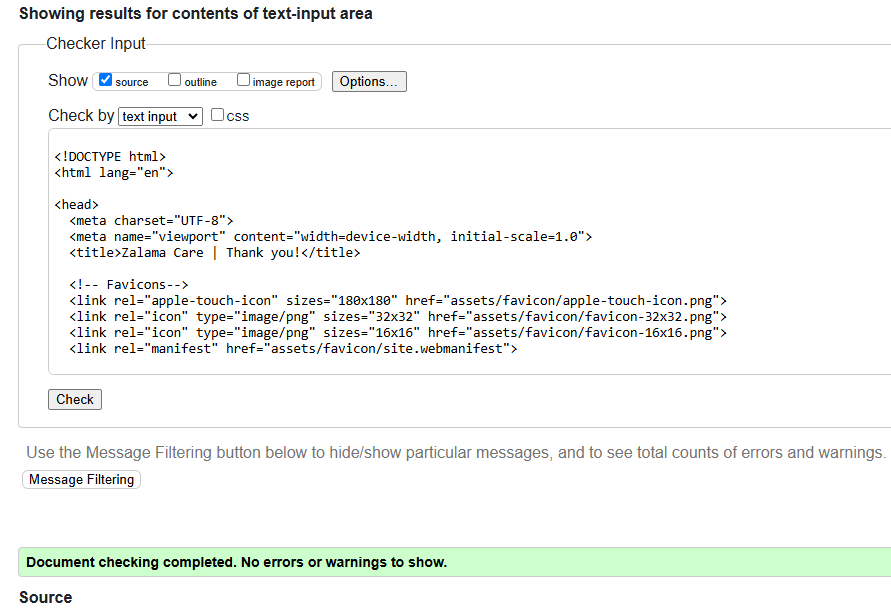 Showing results for contents of text-input area
Checker Input
Show source outline image report Options...
Check by text input css
<!DOCTYPE html>
<html lang="en">
<head>
<meta charset="UTF-8">
<meta name="viewport" content="width=device-width, initial-scale=1.0">
<title>Zalama Care | Thank you!</title>
<!-- Favicons-->
<link rel="apple-touch-icon" sizes="180x180" href="assets/favicon/apple-touch-icon.png">
<link rel="icon" type="image/png" sizes="32x32" href="assets/favicon/favicon-32x32.png">
<link rel="icon" type="image/png" sizes="16x16" href="assets/favicon/favicon-16x16.png">
<link rel="manifest" href="assets/favicon/site.webmanifest">
Check
Use the Message Filtering button below to hide/show particular messages, and to see total counts of errors and warnings.
Message Filtering
Document checking completed. No errors or warnings to show.
Source